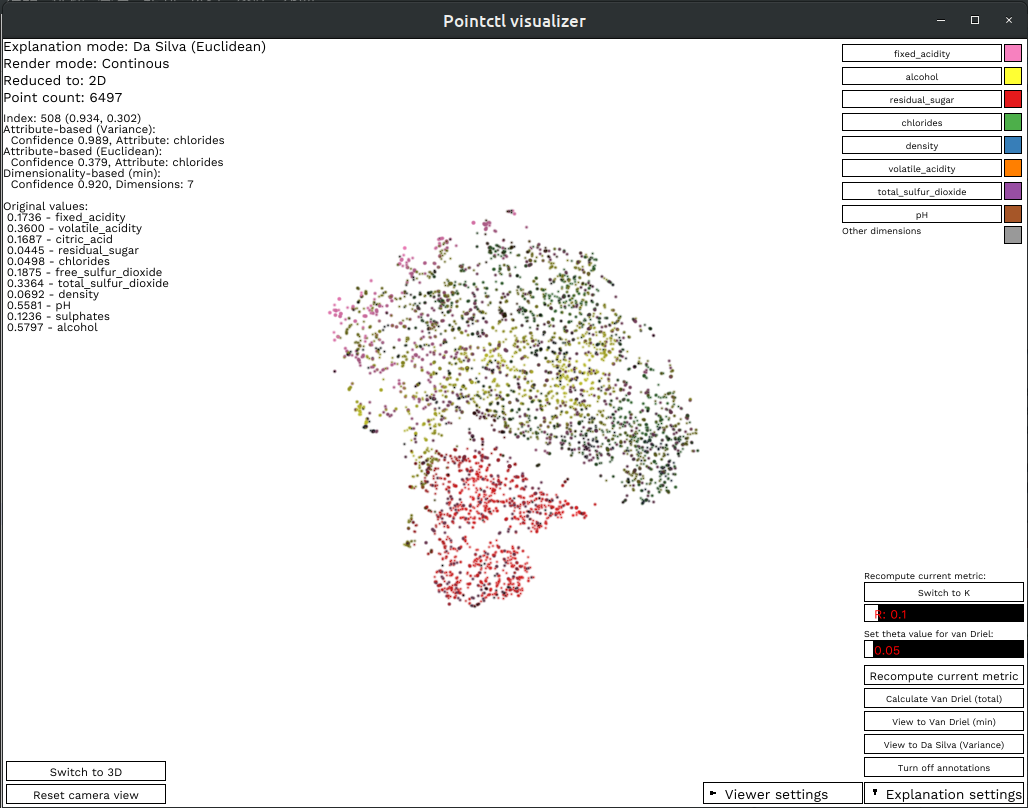 Pointctl visualizer
Explanation mode: Da Silva (Euclidean)
Render mode: Continous
Reduced to: 2D
Point count: 6497
Index: 508 (0.934, 0.302)
Attribute-based (Variance):
Confidence 0.989, Attribute: chlorides
Attribute-based (Euclidean):
Confidence 0.379, Attribute: chlorides
Dimensionality-based (min):
Confidence 0.920, Dimensions: 7
Original values:
0.1736 - fixed_acidity
0.3600 - volatile_acidity
0.1687 - citric_acid
0.0445 - residual_sugar
0.0498 - chlorides
0.1875 - free_sulfur_dioxide
0.3364 - total_sulfur_dioxide
0.0692 - density
0.5581 - pH
0.1236 - sulphates
0.5797 - alcohol
fixed_acidity
alcohol
residual_sugar
chlorides
density
volatile_acidity
total_sulfur_dioxide
pH
Other dimensions
Recompute current metric:
Switch to K
R: 0.1
Set theta value for van Driel:
0.05
Recompute current metric
Calculate Van Driel (total)
View to Van Driel (min)
View to Da Silva (Variance)
Turn off annotations
Switch to 3D
Reset camera view
Viewer settings
Explanation settings